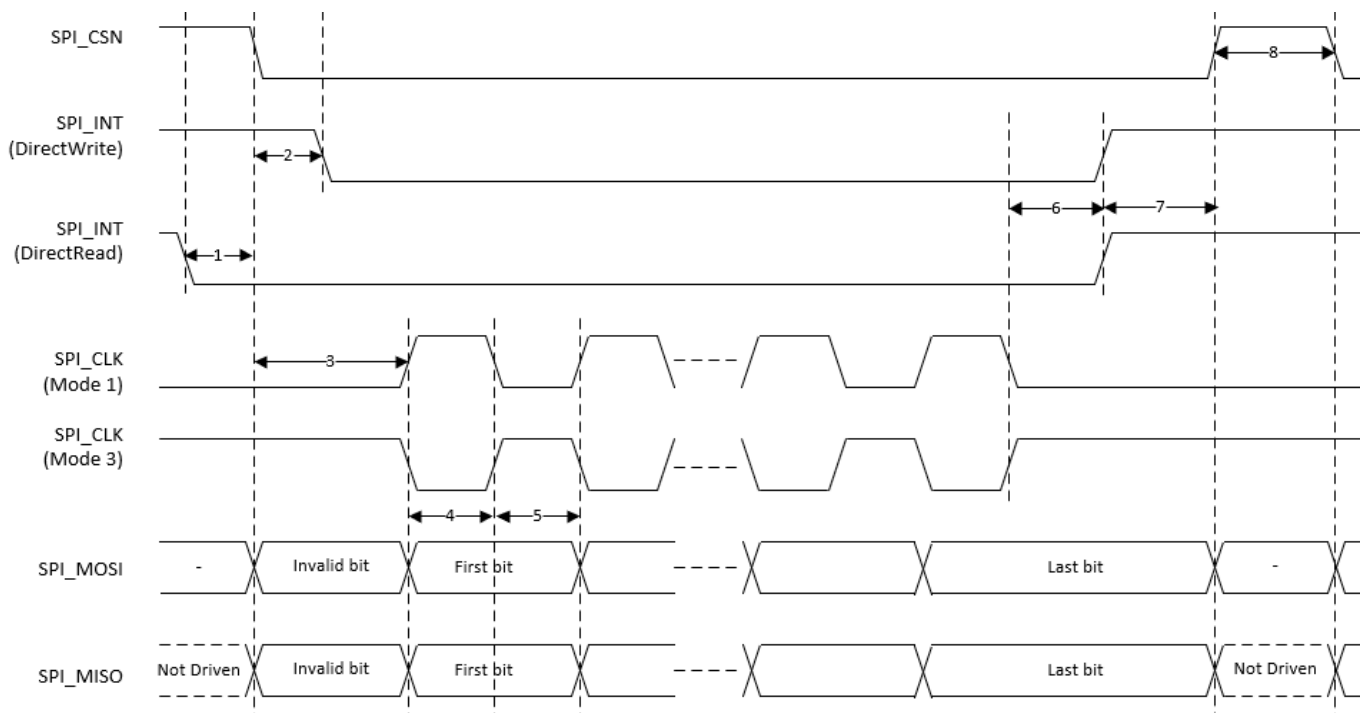 SPI_CSN
8
SPI_INT
(DirectWrite)
2
6
7
SPI_INT
(DirectRead)
1
SPI_CLK
(Mode 1)
3
SPI_CLK
(Mode 3)
4
5
SPI_MOSI
-
Invalid bit
First bit
Last bit
-
SPI_MISO
Not Driven
Invalid bit
First bit
Last bit
Not Driven